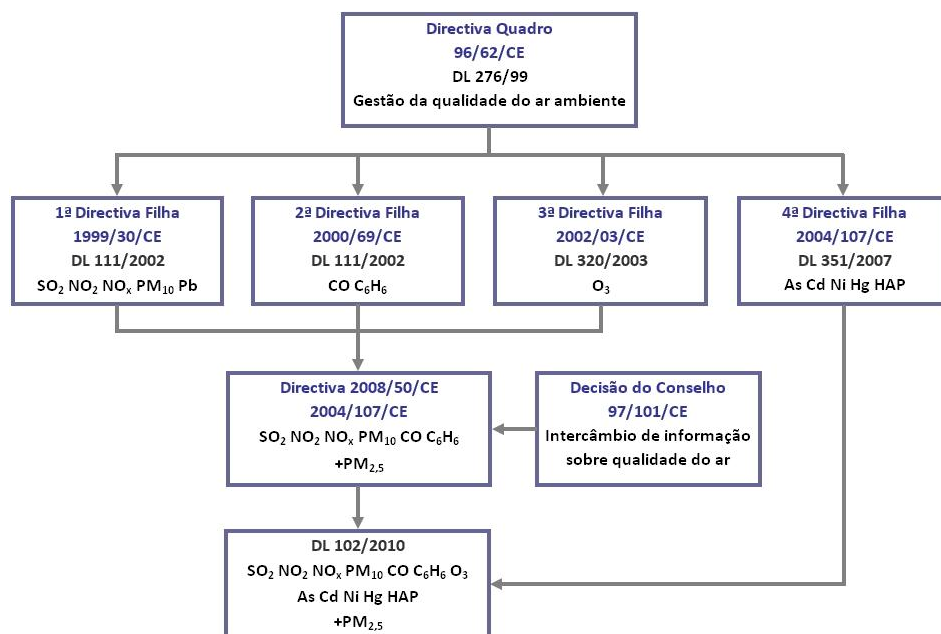 Directiva Quadro
96/62/CE
DL 276/99
Gestão da qualidade do ar ambiente
1ª Directiva Filha
1999/30/CE
DL 111/2002
SO₂ NO₂ NOₓ PM₁₀ Pb
2ª Directiva Filha
2000/69/CE
DL 111/2002
CO C₆H₆
3ª Directiva Filha
2002/03/CE
DL 320/2003
O₃
4ª Directiva Filha
2004/107/CE
DL 351/2007
As Cd Ni Hg HAP
Directiva 2008/50/CE
2004/107/CE
SO₂ NO₂ NOₓ PM₁₀ CO C₆H₆
+PM₂,₅
Decisão do Conselho
97/101/CE
Intercâmbio de informação
sobre qualidade do ar
DL 102/2010
SO₂ NO₂ NOₓ PM₁₀ CO C₆H₆ O₃
As Cd Ni Hg HAP
+PM₂,₅